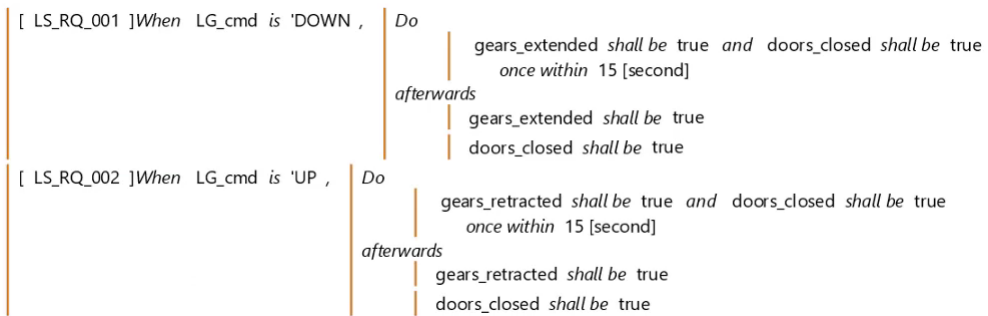 [ LS_RQ_001 ]When LG_cmd is 'DOWN , Do
gears_extended shall be true and doors_closed shall be true
once within 15 [second]
afterwards
gears_extended shall be true
doors_closed shall be true
[ LS_RQ_002 ]When LG_cmd is 'UP , Do
gears_retracted shall be true and doors_closed shall be true
once within 15 [second]
afterwards
gears_retracted shall be true
doors_closed shall be true